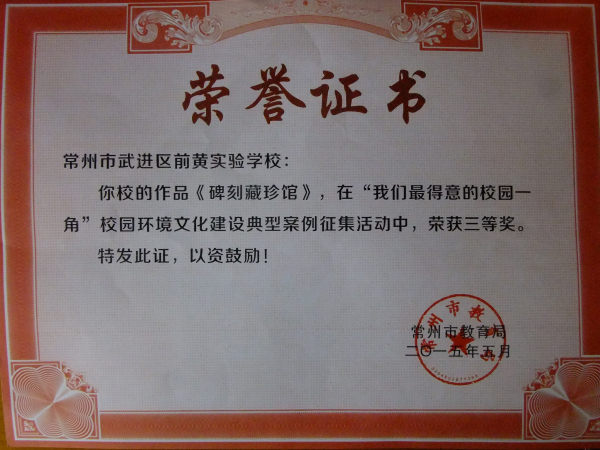 荣誉证书
常州市武进区前黄实验学校：
你校的作品《碑刻藏珍馆》，在“我们最得意的校园一
角”校园环境文化建设典型案例征集活动中，荣获三等奖。
特发此证，以资鼓励！
常州市教育局
二〇一五年五月